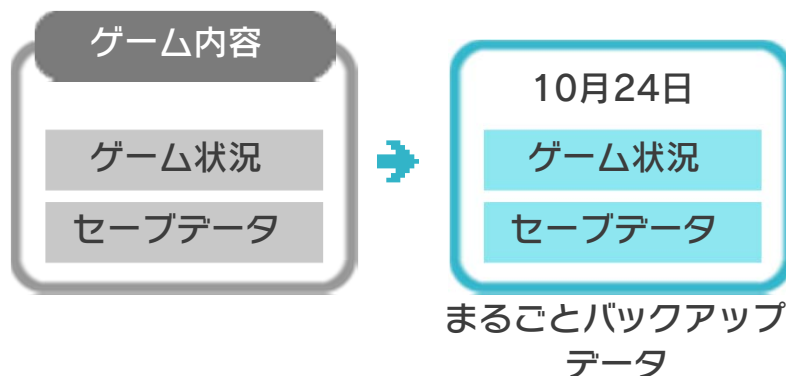 ゲーム内容
ゲーム状況
セーブデータ
10月24日
ゲーム状況
セーブデータ
まるごとバックアップ
データ